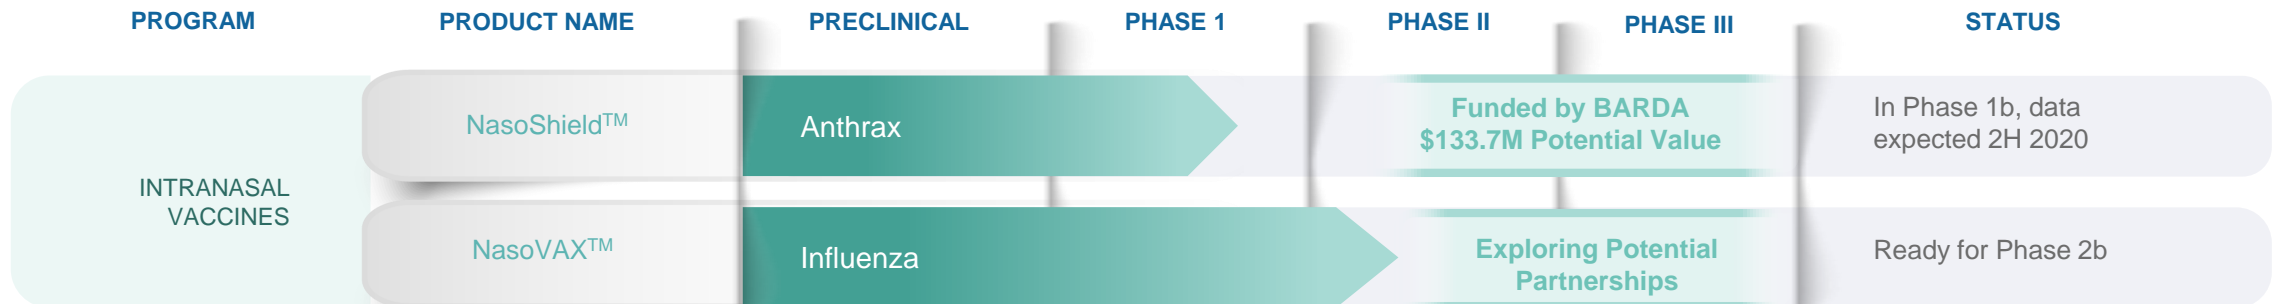 PROGRAM PRODUCT NAME PRECLINICAL PHASE 1 PHASE II PHASE III STATUS
NasoShield™
Anthrax
Funded by BARDA
$133.7M Potential Value
In Phase 1b, data
expected 2H 2020
INTRANASAL
VACCINES
NasoVAX™
Influenza
Exploring Potential
Partnerships
Ready for Phase 2b